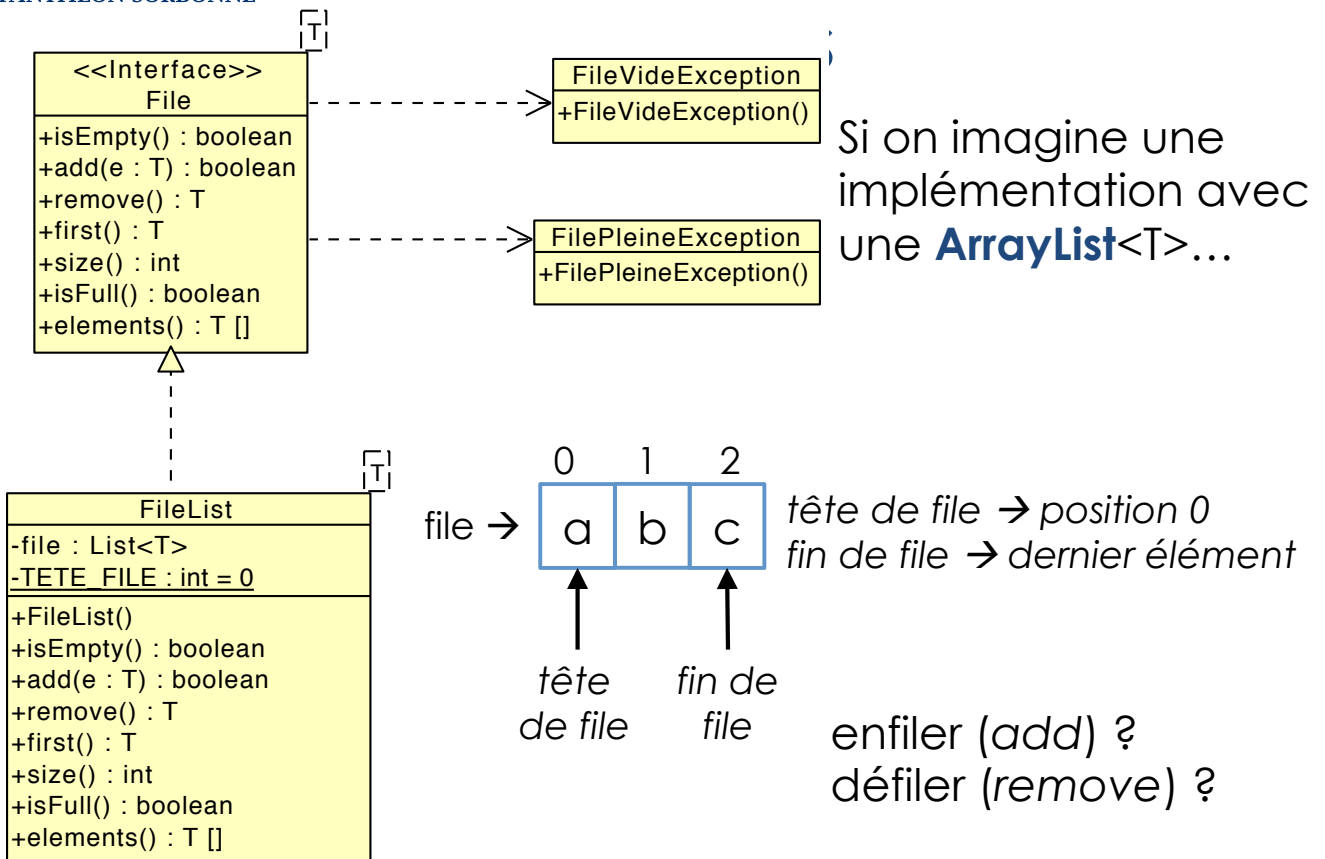 PANTHÉON SORBONNE
T
<<Interface>>
File
+isEmpty() : boolean
+add(e : T) : boolean
+remove() : T
+first() : T
+size() : int
+isFull() : boolean
+elements() : T []
FileVideException
+FileVideException()
FilePleineException
+FilePleineException()
Si on imagine une
implémentation avec
une ArrayList<T>…
T
FileList
-file : List<T>
-TETE_FILE : int = 0
+FileList()
+isEmpty() : boolean
+add(e : T) : boolean
+remove() : T
+first() : T
+size() : int
+isFull() : boolean
+elements() : T []
0 1 2
file → a b c
tête de file → position 0
fin de file → dernier élément
tête
de file
fin de
file
enfiler (add) ?
défiler (remove) ?